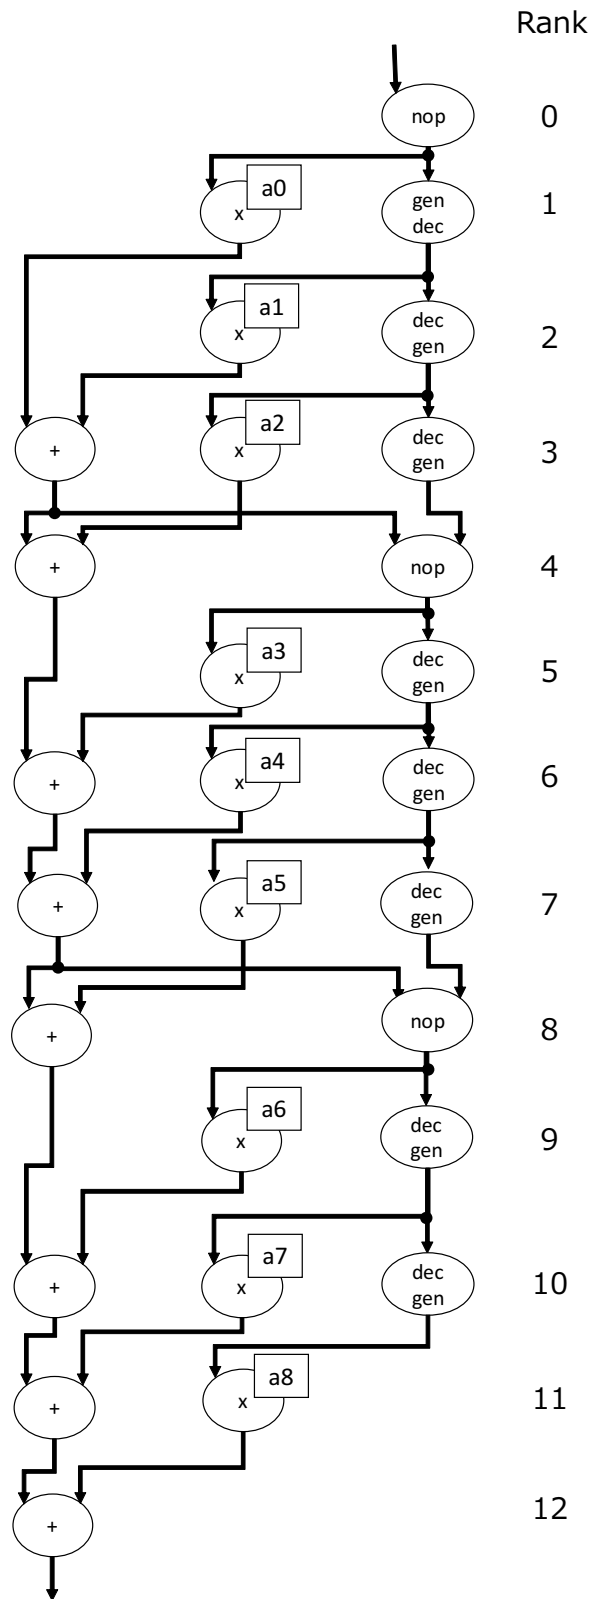 Rank
nop
0
a0
x
gen
dec
1
a1
x
dec
gen
2
+
a2
x
dec
gen
3
+
nop
4
a3
x
dec
gen
5
+
a4
x
dec
gen
6
+
a5
x
dec
gen
7
+
nop
8
a6
x
dec
gen
9
+
a7
x
dec
gen
10
+
a8
x
11
+
12